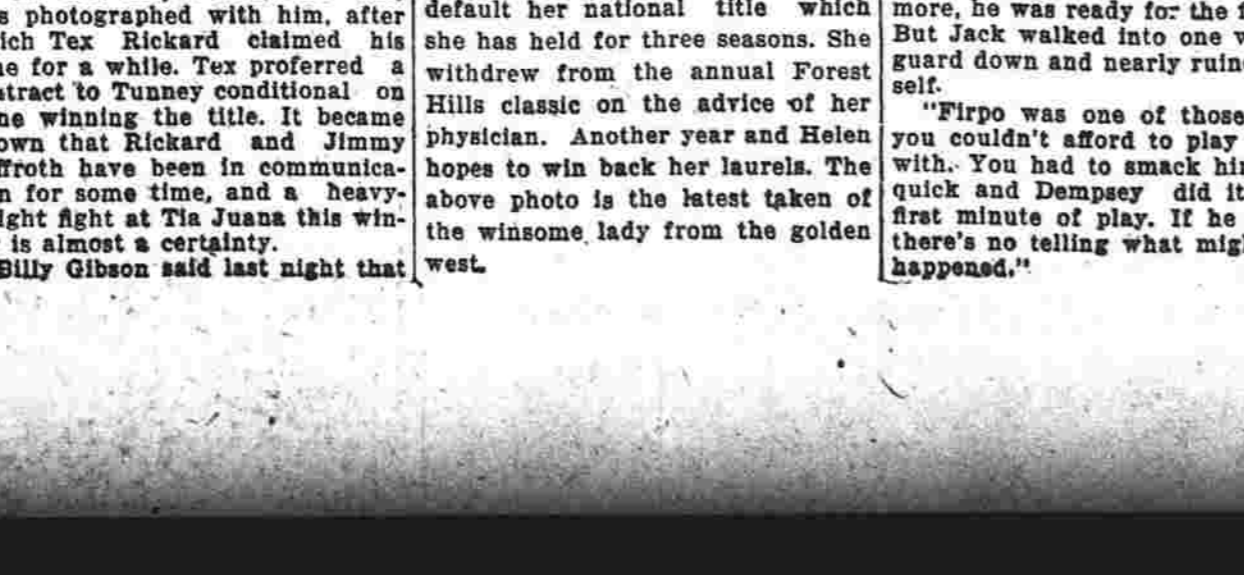 s photographed with him, after
ich Tex Rickard claimed his
e for a while. Tex proferred a
tract to Tunney conditional on
ne winning the title. It became
own that Rickard and Jimmy
ffroth have been in communica-
n for some time, and a heavy-
ight fight at Tia Juana this win-
is almost a certainty.
Billy Gibson said last night that
default her national title which
she has held for three seasons. She
withdrew from the annual Forest
Hills classic on the advice of her
physician. Another year and Helen
hopes to win back her laurels. The
above photo is the latest taken of
the winsome lady from the golden
west.
more, he was ready for the f
But Jack walked into one w
guard down and nearly ruin
self.
"Firpo was one of those
you couldn't afford to play
with. You had to smack hi
quick and Dempsey did it
first minute of play. If he
there's no telling what mig
happened."